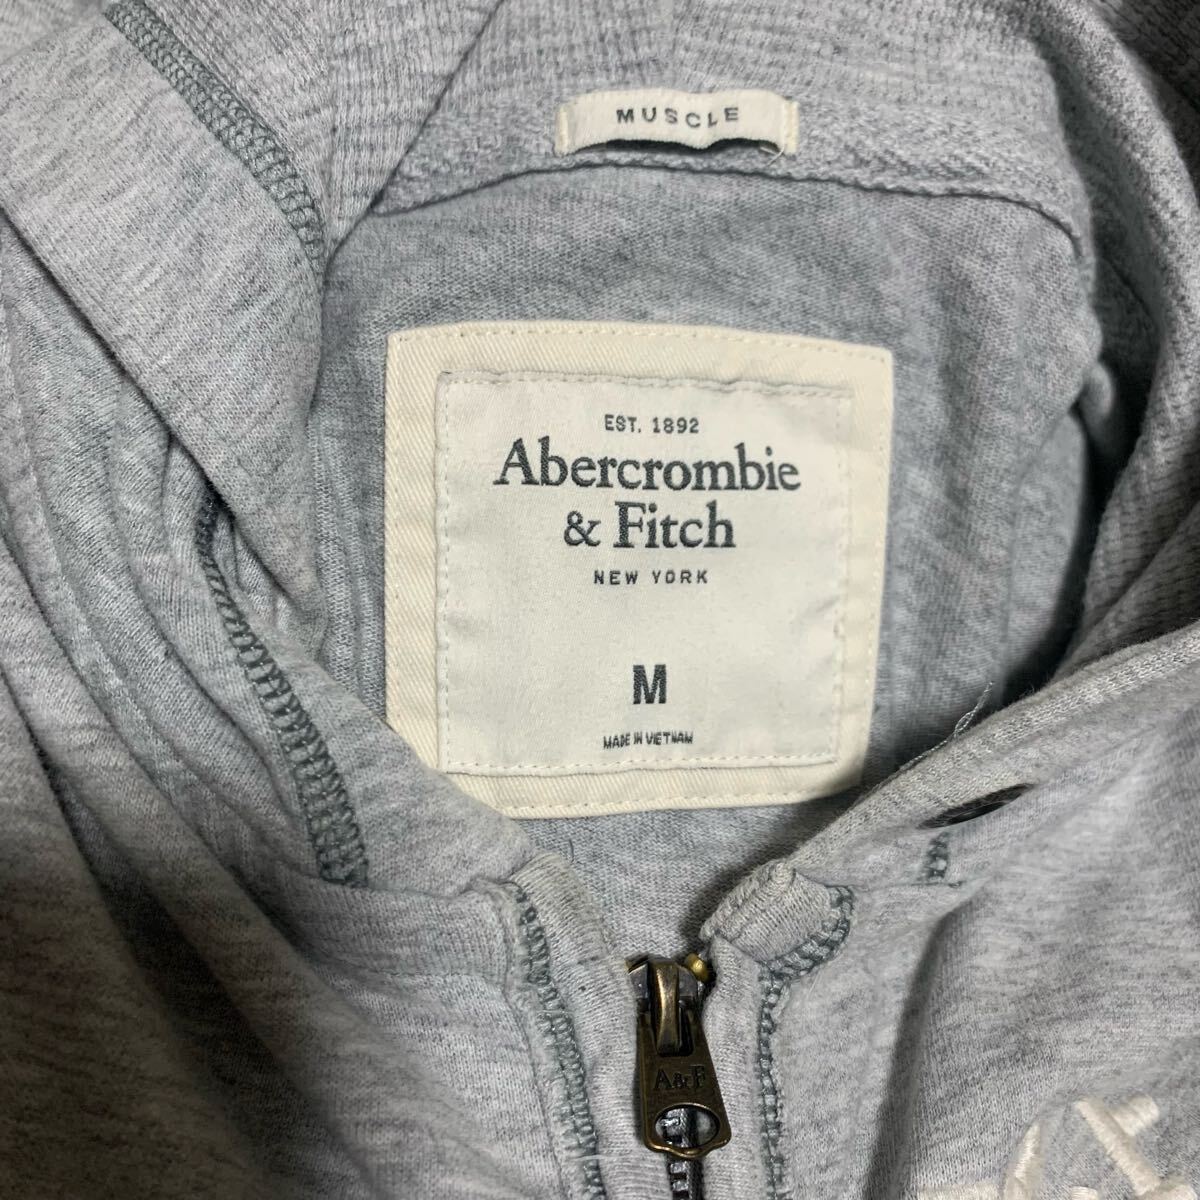 MUSCLE
EST. 1892
Abercrombie
& Fitch
NEW YORK
M
MADE IN VIETNAM
A&F